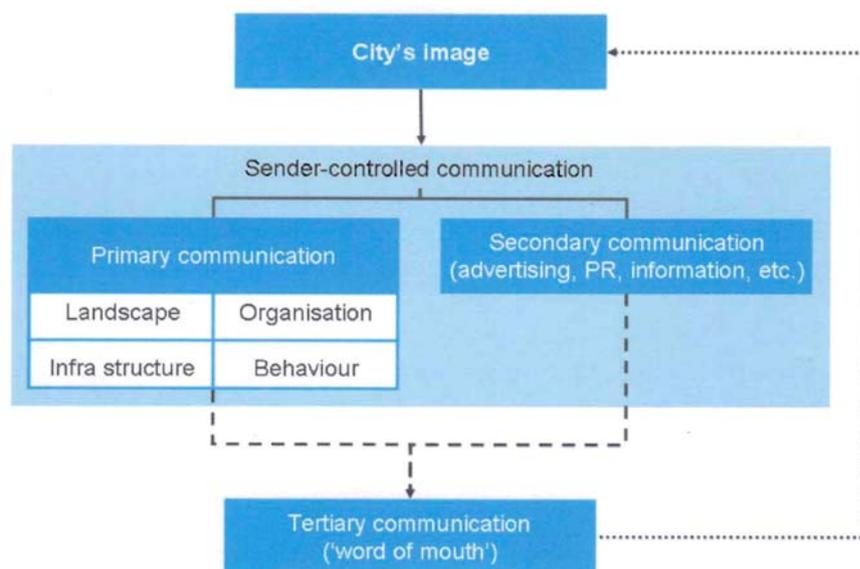 City's image
Sender-controlled communication
Primary communication
Landscape
Organisation
Infra structure
Behaviour
Secondary communication
(advertising, PR, information, etc.)
Tertiary communication
('word of mouth')